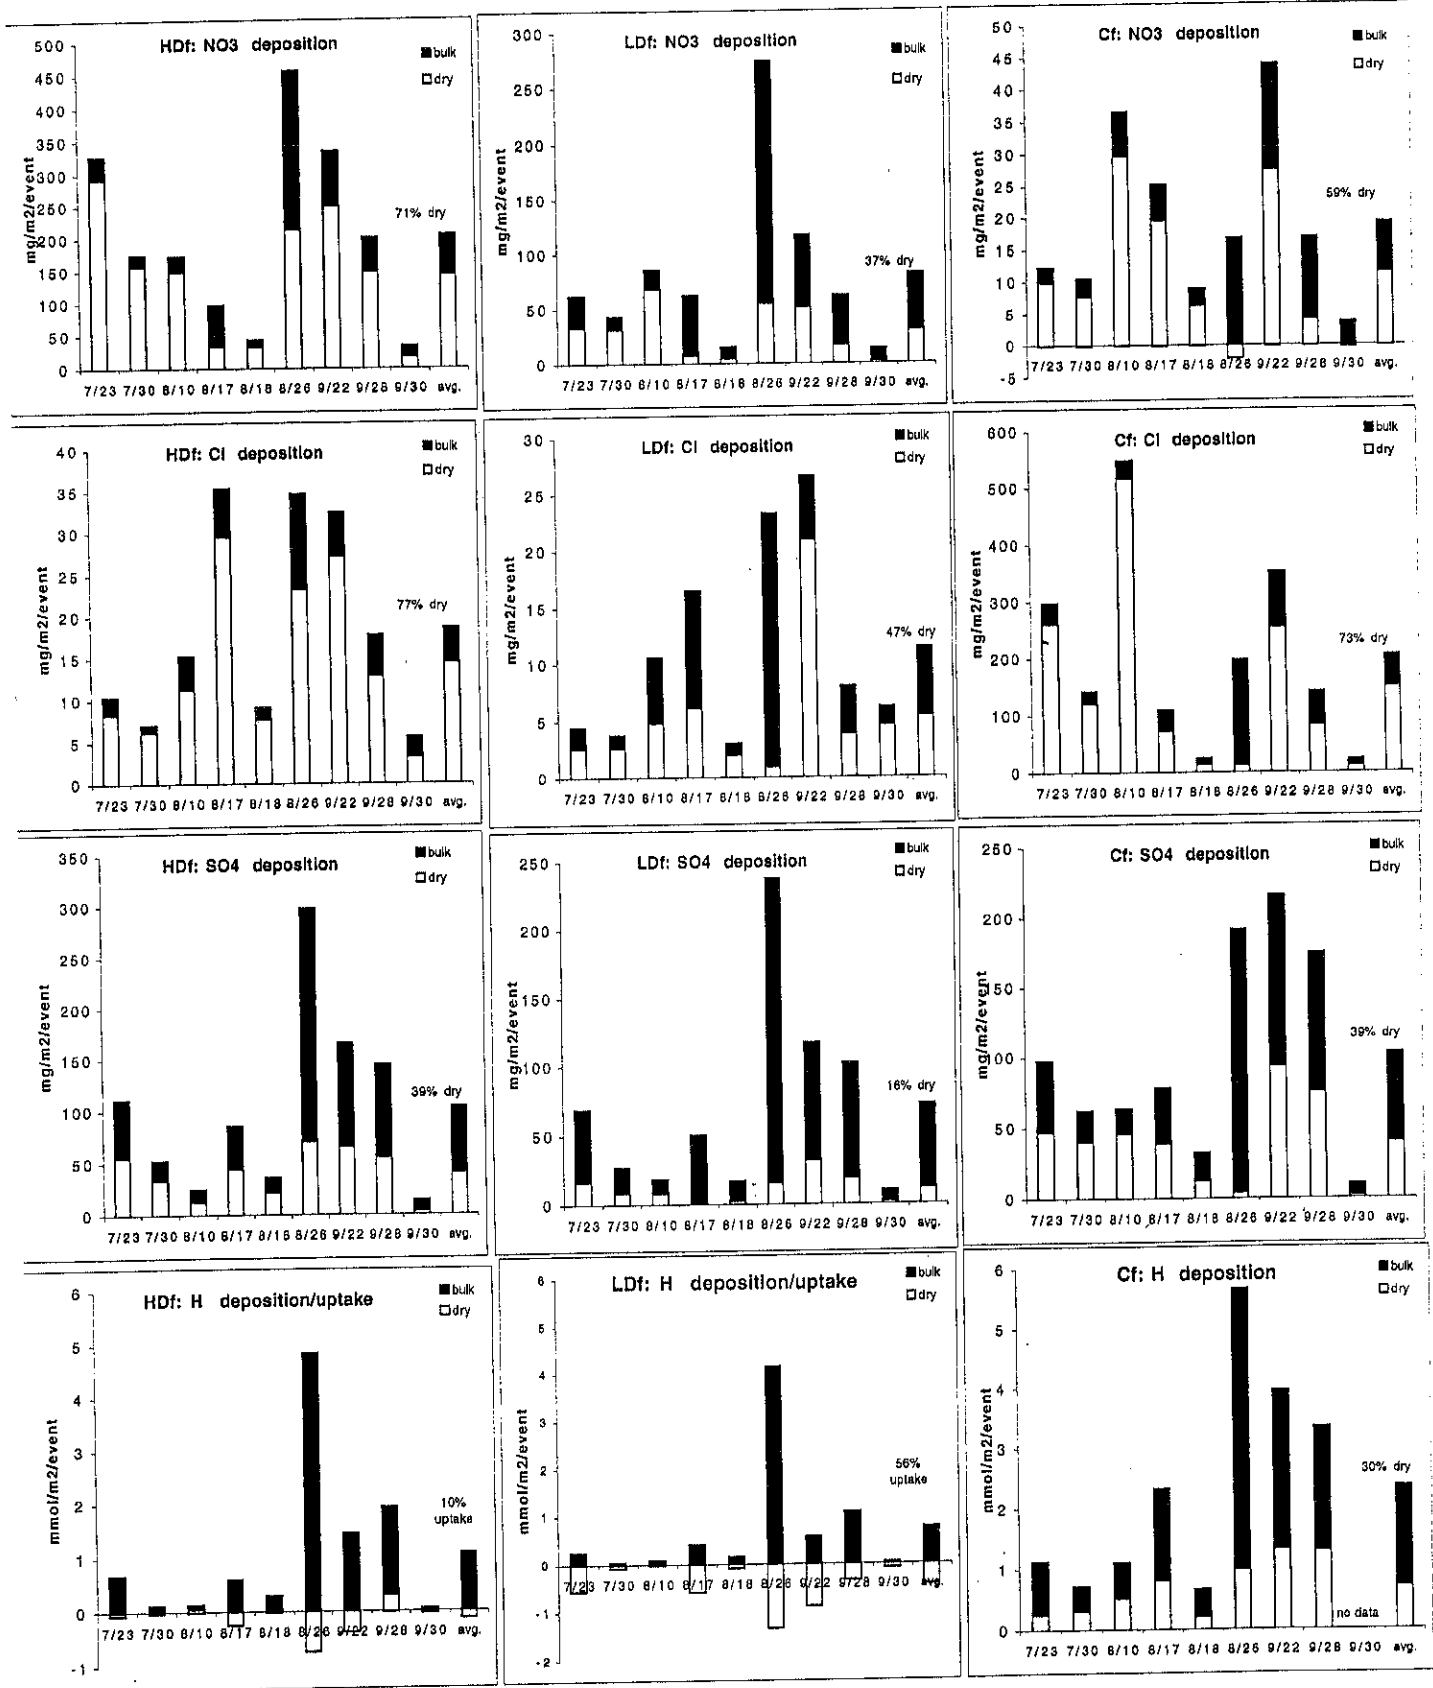 HDf: NO3 deposition
bulk
dry
mg/m2/event
500
450
400
350
300
250
200
150
100
50
0
71% dry
7/23 7/30 8/10 8/17 8/18 8/26 9/22 9/28 9/30 avg.
LDf: NO3 deposition
bulk
dry
mg/m2/event
300
250
200
150
100
50
0
37% dry
7/23 7/30 8/10 8/17 8/18 8/26 9/22 9/28 9/30 avg.
Cf: NO3 deposition
bulk
dry
mg/m2/event
50
45
40
35
30
25
20
15
10
5
0
-5
59% dry
7/23 7/30 8/10 8/17 8/18 8/26 9/22 9/28 9/30 avg.
HDf: Cl deposition
bulk
dry
mg/m2/event
40
35
30
25
20
15
10
5
0
77% dry
7/23 7/30 8/10 8/17 8/18 8/26 9/22 9/28 9/30 avg.
LDf: Cl deposition
bulk
dry
mg/m2/event
30
25
20
15
10
5
0
47% dry
7/23 7/30 8/10 8/17 8/18 8/26 9/22 9/28 9/30 avg.
Cf: Cl deposition
bulk
dry
mg/m2/event
600
500
400
300
200
100
0
73% dry
7/23 7/30 8/10 8/17 8/18 8/26 9/22 9/28 9/30 avg.
HDf: SO4 deposition
bulk
dry
mg/m2/event
350
300
250
200
150
100
50
0
39% dry
7/23 7/30 8/10 8/17 8/18 8/26 9/22 9/28 9/30 avg.
LDf: SO4 deposition
bulk
dry
mg/m2/event
250
200
150
100
50
0
16% dry
7/23 7/30 8/10 8/17 8/18 8/26 9/22 9/28 9/30 avg.
Cf: SO4 deposition
bulk
dry
mg/m2/event
250
200
150
100
50
0
39% dry
7/23 7/30 8/10 8/17 8/18 8/26 9/22 9/28 9/30 avg.
HDf: H deposition/uptake
bulk
dry
mmol/m2/event
6
5
4
3
2
1
0
-1
10%
uptake
7/23 7/30 8/10 8/17 8/18 8/26 9/22 9/28 9/30 avg.
LDf: H deposition/uptake
bulk
dry
mmol/m2/event
6
5
4
3
2
1
0
-1
-2
56%
uptake
7/23 7/30 8/10 8/17 8/18 8/26 9/22 9/28 9/30 avg.
Cf: H deposition
bulk
dry
mmol/m2/event
6
5
4
3
2
1
0
30% dry
no data
7/23 7/30 8/10 8/17 8/18 8/26 9/22 9/28 9/30 avg.